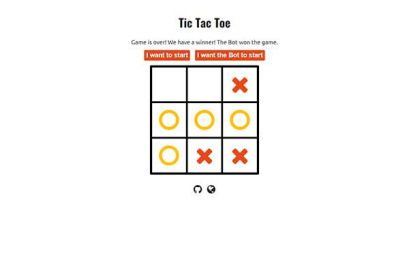 Tic Tac Toe
Game is over! We have a winner! The Bot won the game.
I want to start I want the Bot to start